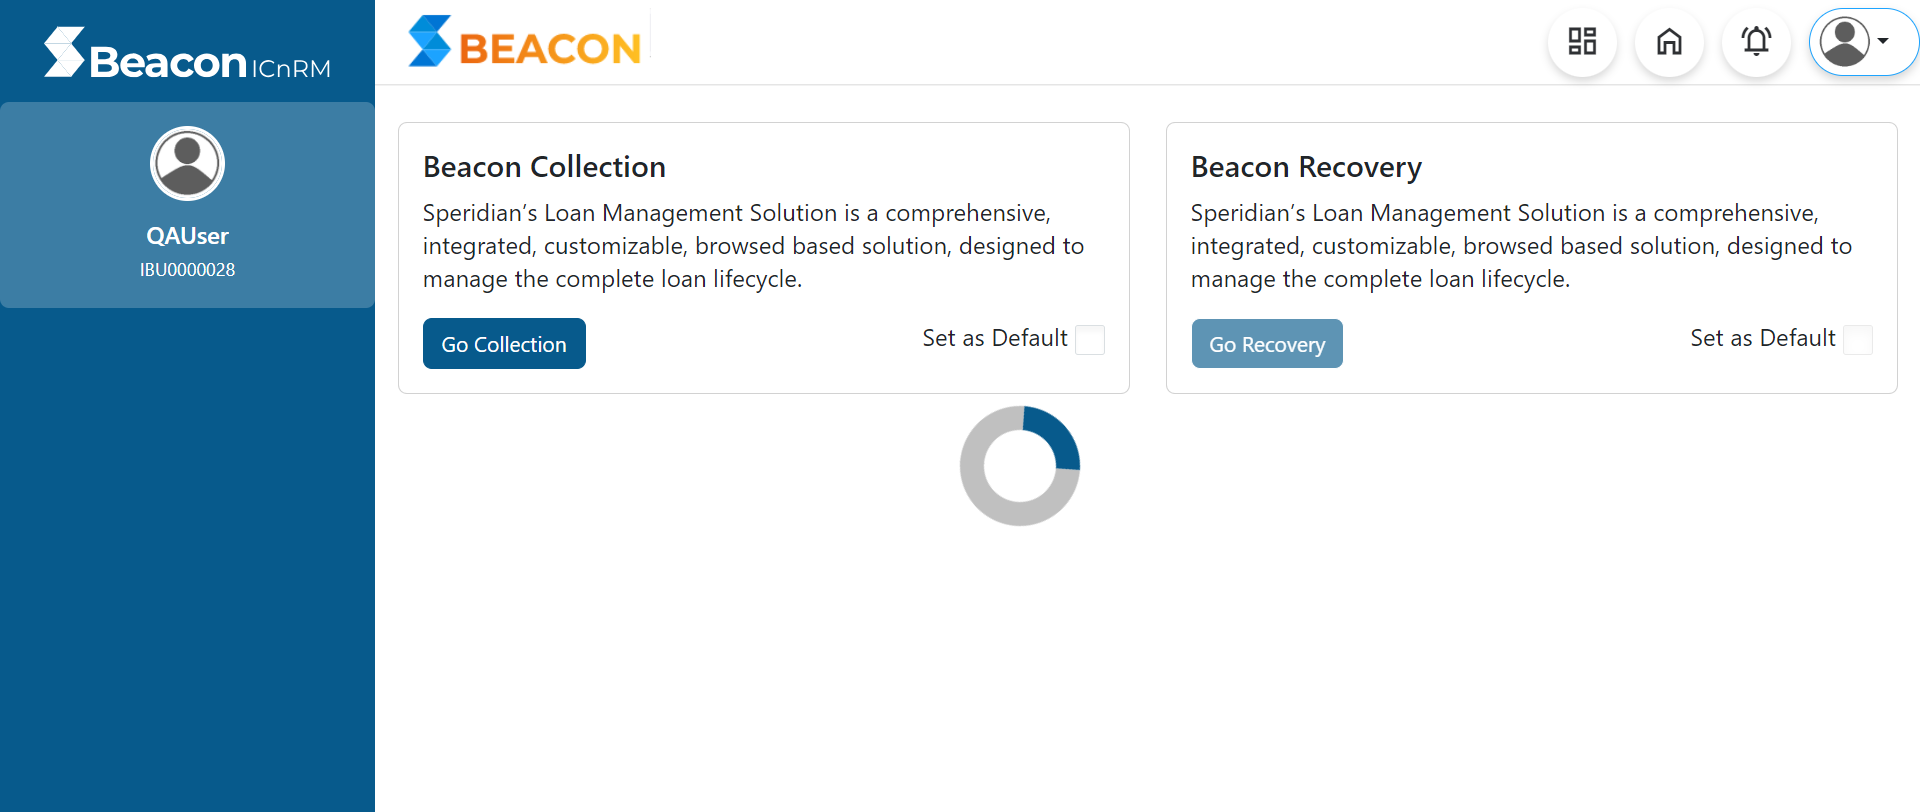 Beacon ICnRM
QAUser
IBU0000028
BEACON
Beacon Collection
Speridian’s Loan Management Solution is a comprehensive,
integrated, customizable, browsed based solution, designed to
manage the complete loan lifecycle.
Go Collection
Set as Default
Beacon Recovery
Speridian’s Loan Management Solution is a comprehensive,
integrated, customizable, browsed based solution, designed to
manage the complete loan lifecycle.
Go Recovery
Set as Default